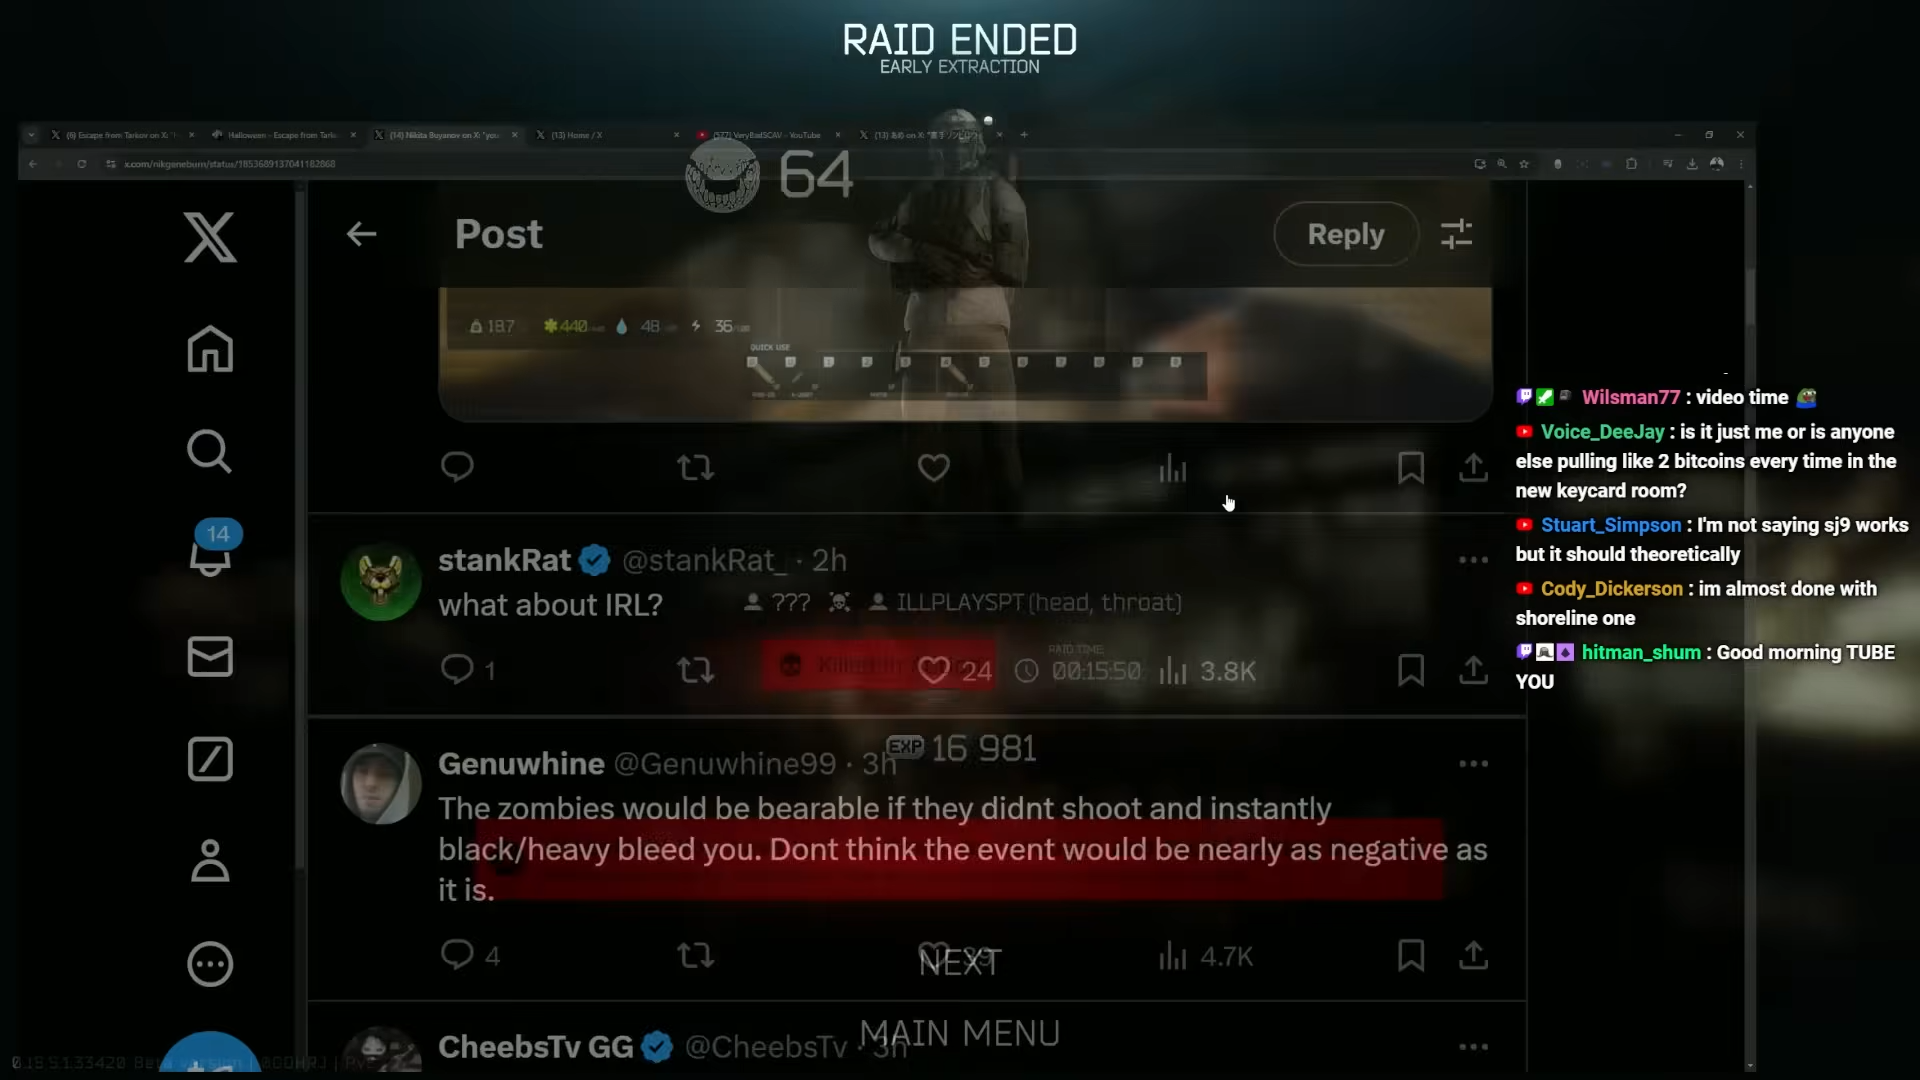 RAID ENDED
EARLY EXTRACTION
(6) Escape from Tarkov on X: "
Halloween - Escape from Tark
(14) Nikita Buyanov on X: "you
(13) Home / X
(577) VeryBadSCAV - YouTube
x.com/nikgeneburn/status/1853689137041182868
64
Post
Reply
18.7
440
48
36
QUICK USE
Wilsman77 : video time
Voice_DeeJay : is it just me or is anyone
else pulling like 2 bitcoins every time in the
new keycard room?
Stuart_Simpson : I'm not saying sj9 works
but it should theoretically
Cody_Dickerson : im almost done with
shoreline one
hitman_shum : Good morning TUBE
YOU
14
stankRat @stankRat_ · 2h
what about IRL?
??? ILLPLAYSPT (head, throat)
1
24
RAID TIME
00:15:50
3.8K
EXP 16 981
Genuwhine @Genuwhine99 · 3h
The zombies would be bearable if they didnt shoot and instantly
black/heavy bleed you. Dont think the event would be nearly as negative as
it is.
4
39
4.7K
NEXT
CheebsTv GG @CheebsTv · 3h
MAIN MENU